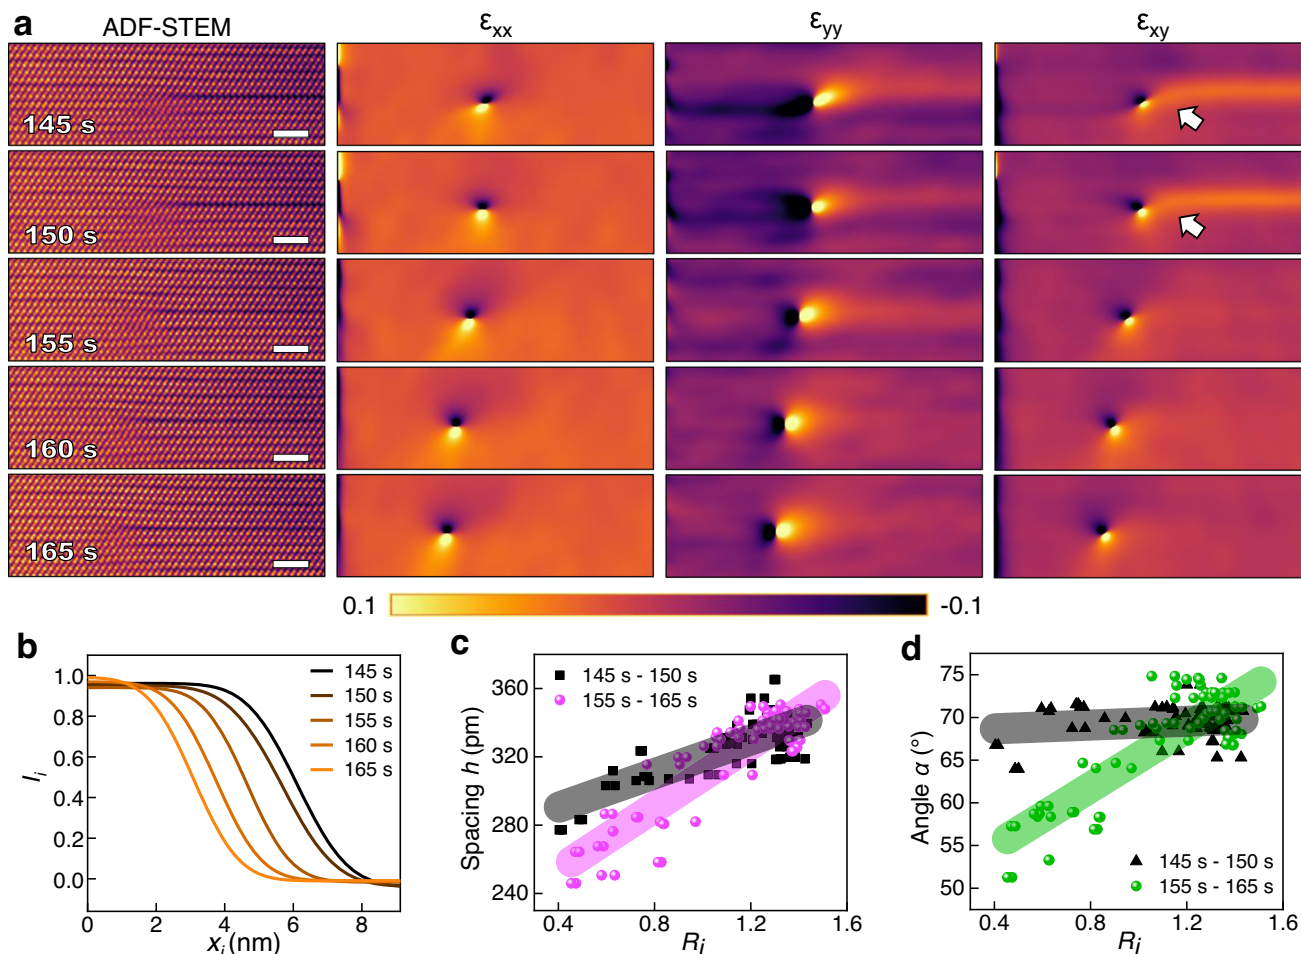 a
ADF-STEM
εxx
εyy
εxy
145 s
150 s
155 s
160 s
165 s
0.1
-0.1
b
1.0
0.8
0.6
0.4
0.2
0.0
Ii
0
2
4
6
8
xi (nm)
145 s
150 s
155 s
160 s
165 s
c
360
320
280
240
Spacing h (pm)
0.4
0.8
1.2
1.6
Ri
145 s - 150 s
155 s - 165 s
d
75
70
65
60
55
50
Angle α (°)
0.4
0.8
1.2
1.6
Ri
145 s - 150 s
155 s - 165 s